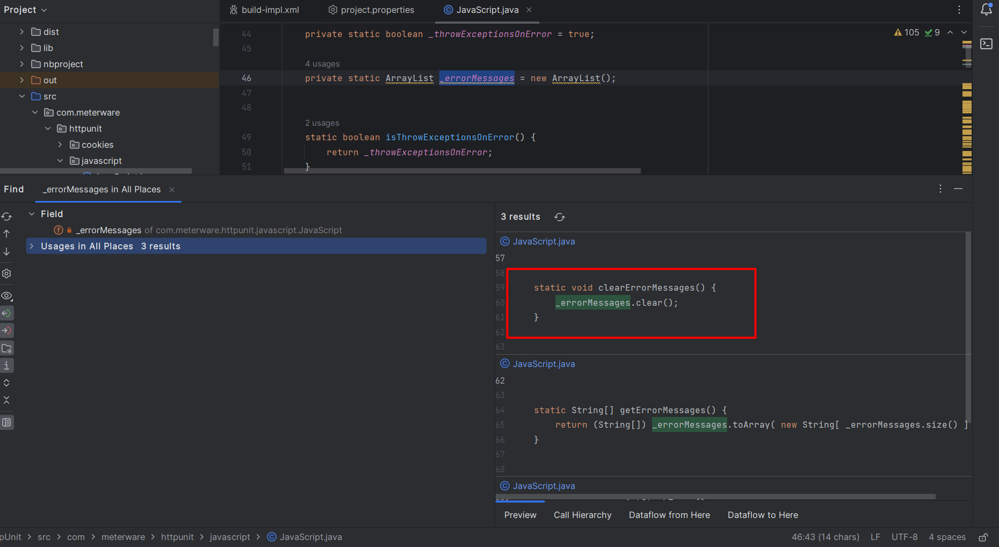 Project
build-impl.xml
project.properties
JavaScript.java
dist
lib
nbproject
out
src
com.meterware
httpunit
cookies
javascript
105 9
44 private static boolean _throwExceptionsOnError = true;
45
4 usages
46 private static ArrayList _errorMessages = new ArrayList();
47
48
2 usages
49 static boolean isThrowExceptionsOnError() {
50 return _throwExceptionsOnError;
51 }
Find
_errorMessages in All Places
Field
_errorMessages of com.meterware.httpunit.javascript.JavaScript
Usages in All Places 3 results
3 results
JavaScript.java
57
58
59 static void clearErrorMessages() {
60 _errorMessages.clear();
61 }
62
63
JavaScript.java
62
63
64 static String[] getErrorMessages() {
65 return (String[]) _errorMessages.toArray( new String[ _errorMessages.size() ]
66 }
67
68
JavaScript.java
Preview
Call Hierarchy
Dataflow from Here
Dataflow to Here
pUnit > src > com > meterware > httpunit > javascript > JavaScript.java
46:43 (14 chars) LF UTF-8 4 spaces